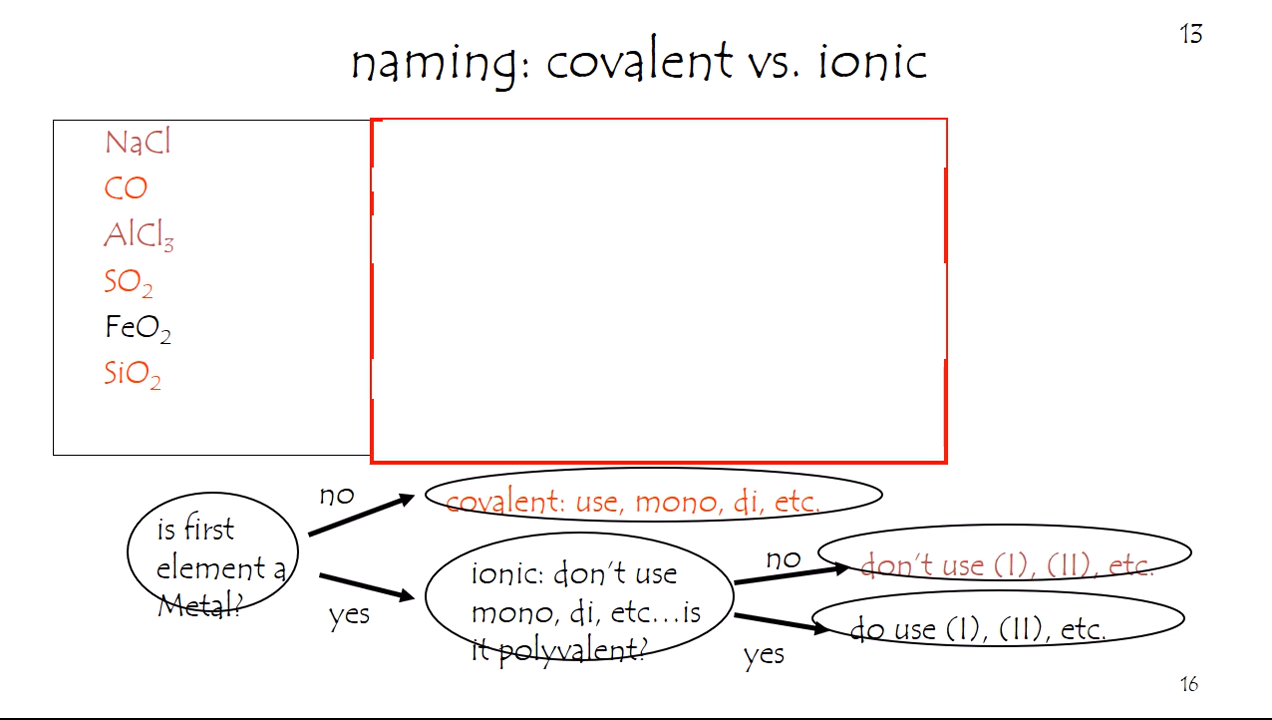 13
naming: covalent vs. ionic
NaCl
CO
AlCl₃
SO₂
FeO₂
SiO₂
no
covalent: use, mono, di, etc.
is first
element a
Metal?
yes
ionic: don't use
mono, di, etc...is
it polyvalent?
no
don't use (I), (II), etc.
yes
do use (I), (II), etc.
16